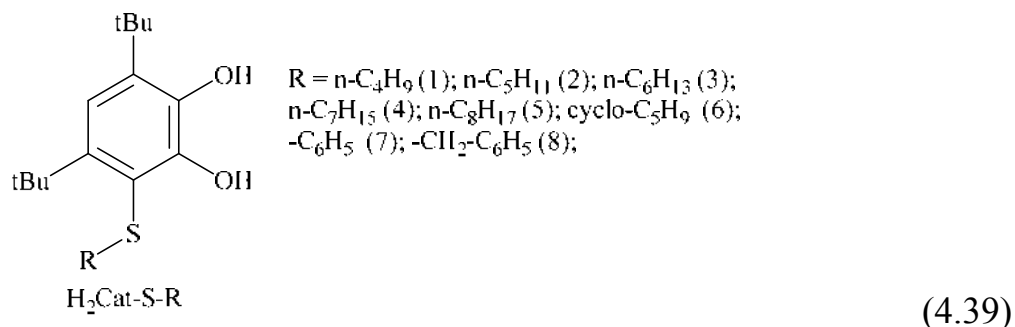 tBu
OH
R = n-C₄H₉ (1); n-C₅H₁₁ (2); n-C₆H₁₃ (3);
n-C₇H₁₅ (4); n-C₈H₁₇ (5); cyclo-C₅H₉ (6);
-C₆H₅ (7); -CH₂-C₆H₅ (8);
OH
tBu
S
R
H₂Cat-S-R
(4.39)